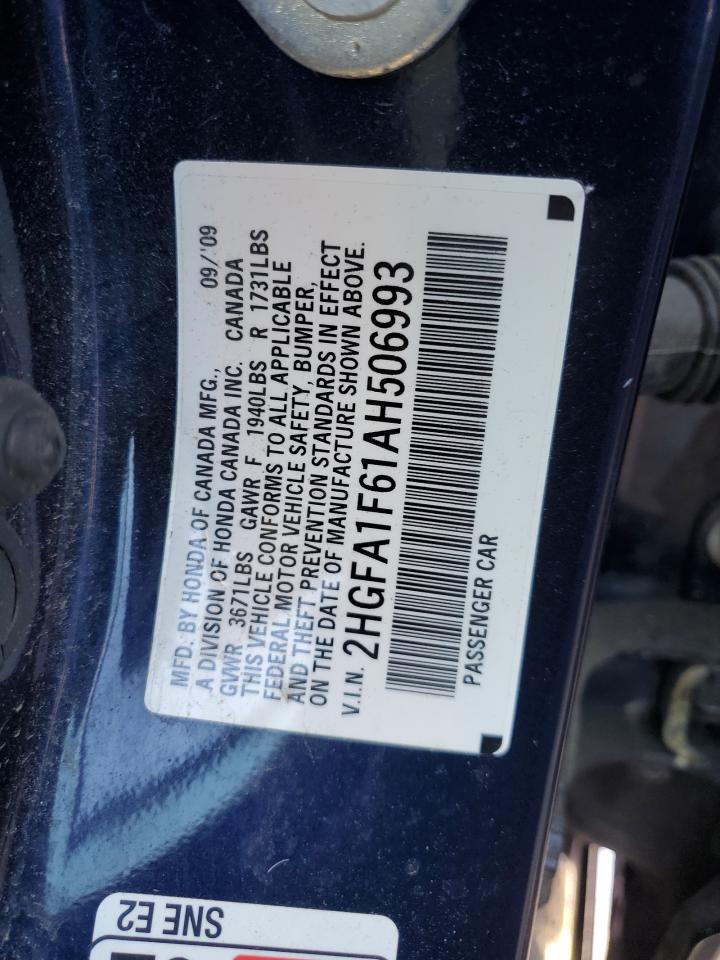 MFD. BY HONDA OF CANADA MFG., 09/'09
A DIVISION OF HONDA CANADA INC. CANADA
GVWR 3671LBS GAWR F 1940LBS R 1731LBS
THIS VEHICLE CONFORMS TO ALL APPLICABLE
FEDERAL MOTOR VEHICLE SAFETY, BUMPER,
AND THEFT PREVENTION STANDARDS IN EFFECT
ON THE DATE OF MANUFACTURE SHOWN ABOVE.
V.I.N. 2HGFA1F61AH506993
PASSENGER CAR
SNE E2